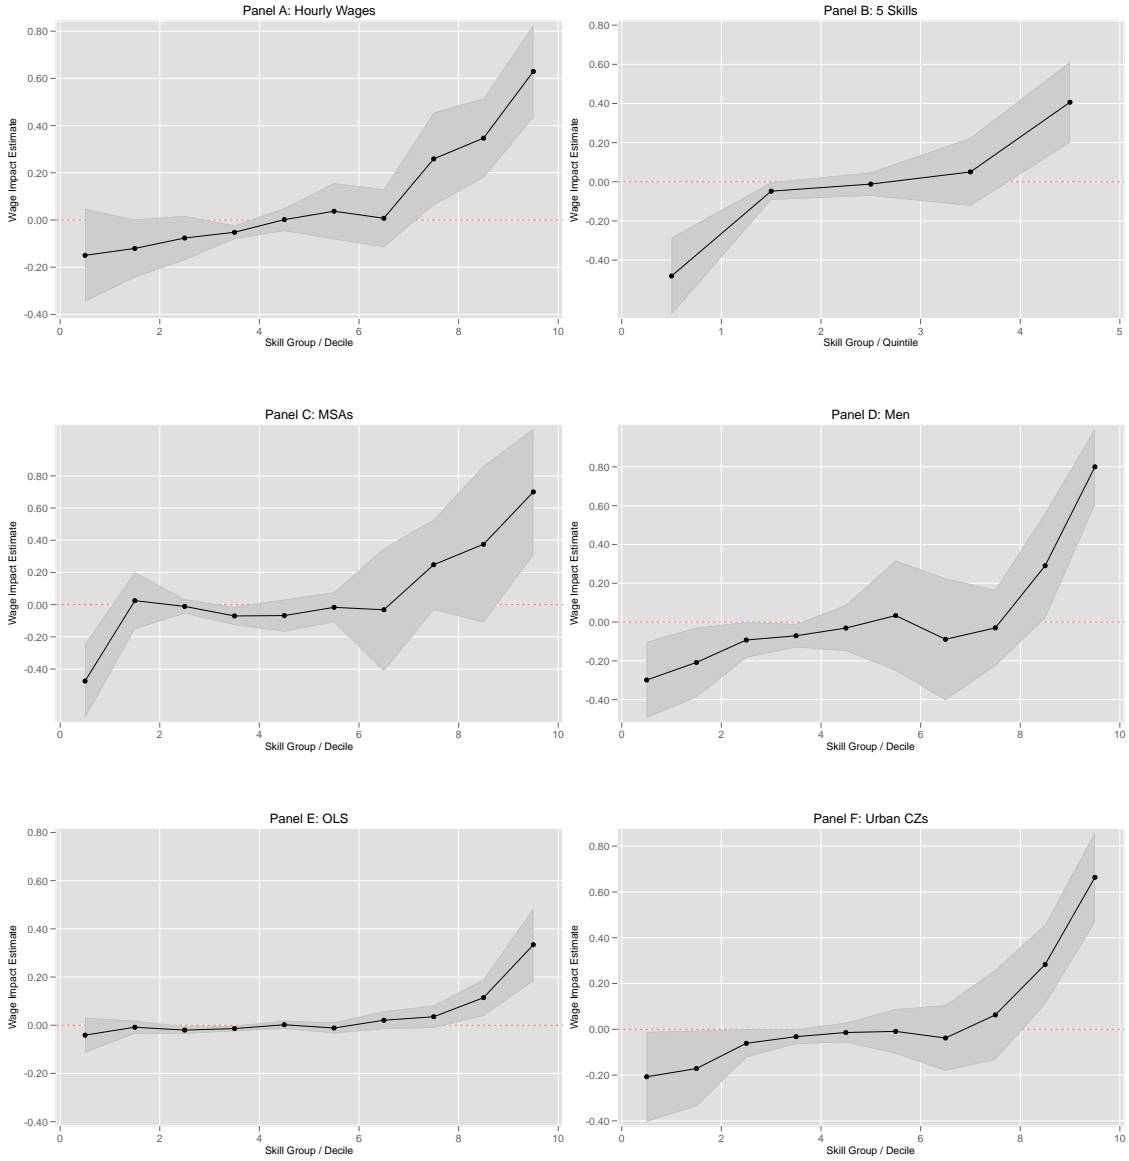 Panel A: Hourly Wages
Wage Impact Estimate
0.80
0.60
0.40
0.20
0.00
-0.20
-0.40
0 2 4 6 8 10
Skill Group / Decile
Panel B: 5 Skills
Wage Impact Estimate
0.80
0.60
0.40
0.20
0.00
-0.20
-0.40
0 1 2 3 4 5
Skill Group / Quintile
Panel C: MSAs
Wage Impact Estimate
0.80
0.60
0.40
0.20
0.00
-0.20
-0.40
0 2 4 6 8 10
Skill Group / Decile
Panel D: Men
Wage Impact Estimate
0.80
0.60
0.40
0.20
0.00
-0.20
-0.40
0 2 4 6 8 10
Skill Group / Decile
Panel E: OLS
Wage Impact Estimate
0.80
0.60
0.40
0.20
0.00
-0.20
-0.40
0 2 4 6 8 10
Skill Group / Decile
Panel F: Urban CZs
Wage Impact Estimate
0.80
0.60
0.40
0.20
0.00
-0.20
-0.40
0 2 4 6 8 10
Skill Group / Decile